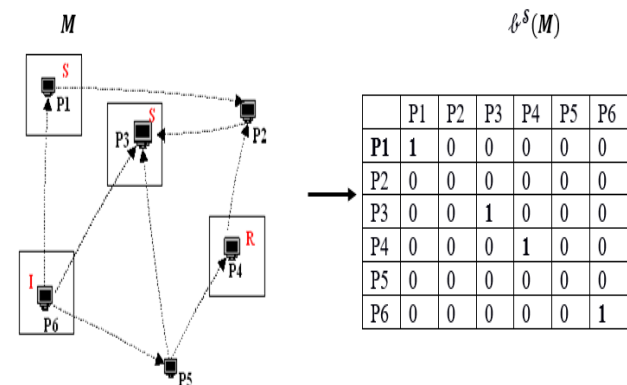 M
𝓫ˢ(M)
S
P1
S
P3
P2
R
P4
I
P6
P5
P1 P2 P3 P4 P5 P6
P1 1 0 0 0 0 0
P2 0 0 0 0 0 0
P3 0 0 1 0 0 0
P4 0 0 0 1 0 0
P5 0 0 0 0 0 0
P6 0 0 0 0 0 1